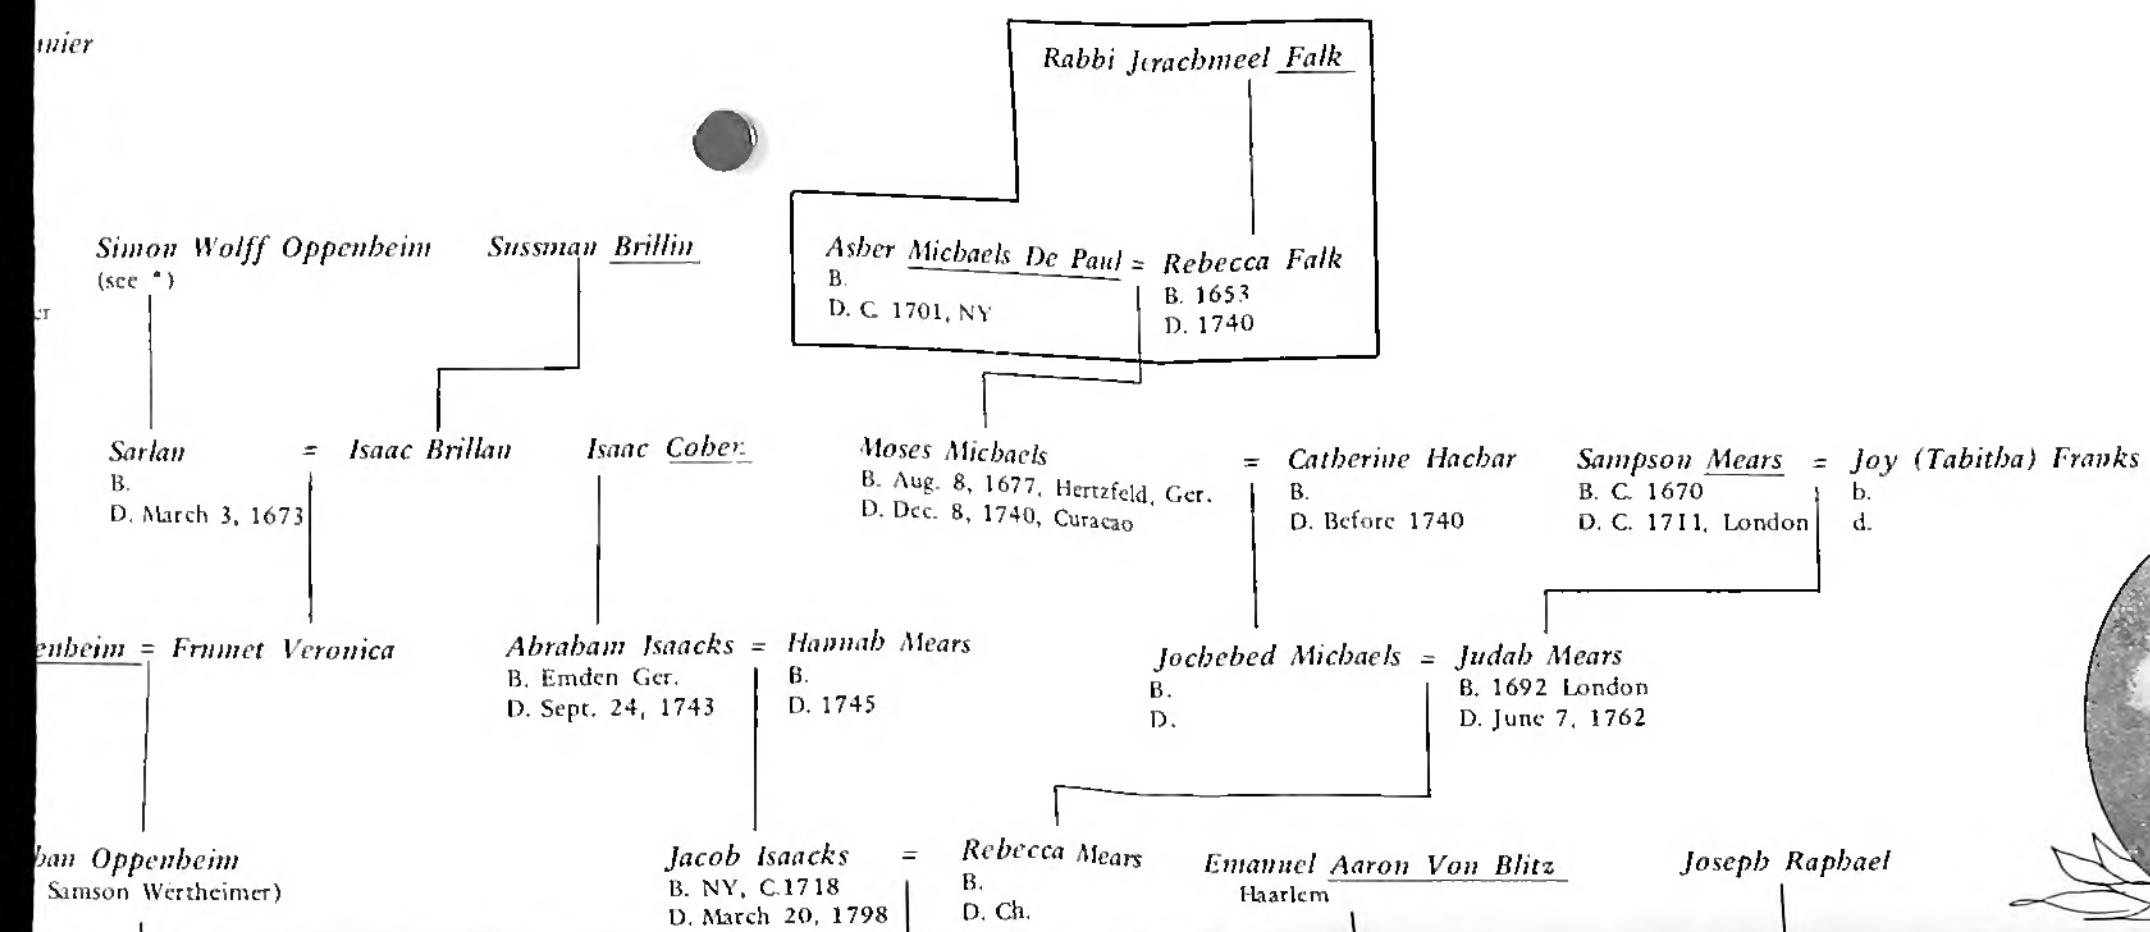 Rabbi Jerachmeel Falk
Simon Wolff Oppenheim Sussman Brillin
(see *)
Asher Michaels De Paul = Rebecca Falk
B. B. 1653
D. C. 1701, NY D. 1740
Sarlan = Isaac Brillan Isaac Cober Moses Michaels = Catherine Hachar Sampson Mears = Joy (Tabitha) Franks
B. B. Aug. 8, 1677, Hertzfeld, Ger. B. B. C. 1670 b.
D. March 3, 1673 D. Dec. 8, 1740, Curacao D. Before 1740 D. C. 1711, London d.
enheim = Frumet Veronica Abraham Isaacks = Hannah Mears Jochebed Michaels = Judah Mears
B. Emden Ger. B. B. B. 1692 London
D. Sept. 24, 1743 D. 1745 D. D. June 7, 1762
han Oppenheim Jacob Isaacks = Rebecca Mears Emanuel Aaron Von Blitz Joseph Raphael
Samson Wertheimer) B. NY, C.1718 B. Haarlem
D. March 20, 1798 D. Ch.